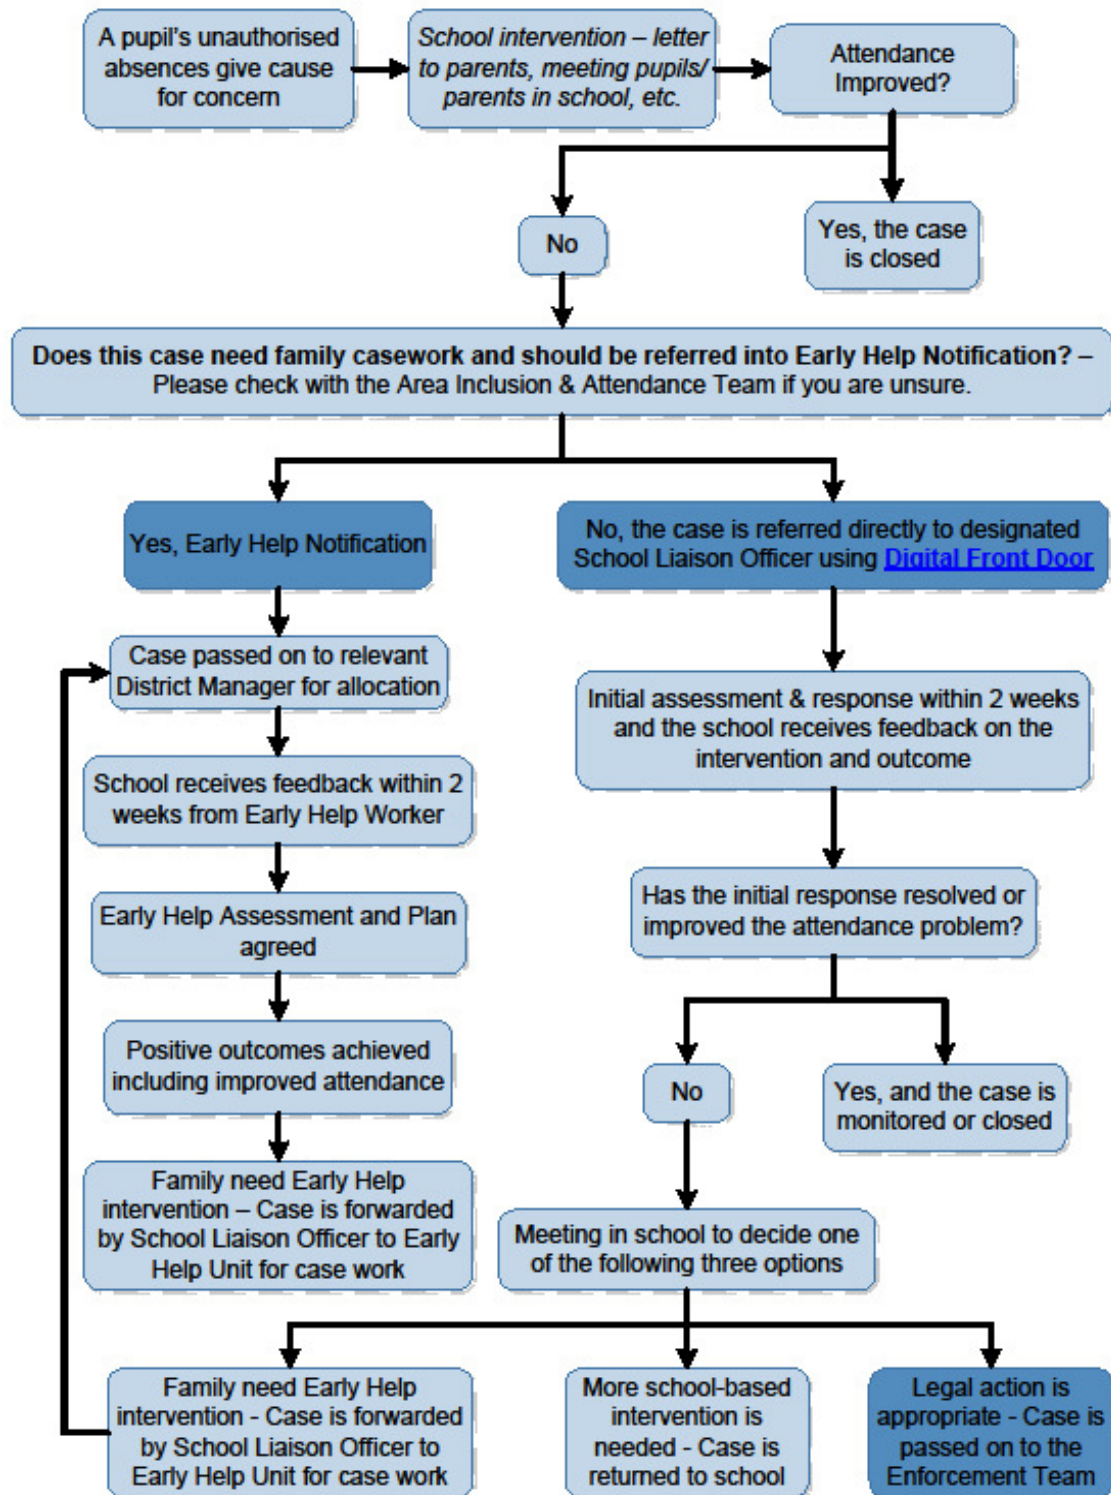 A pupil's unauthorised
absences give cause
for concern
School intervention – letter
to parents, meeting pupils/
parents in school, etc.
Attendance
Improved?
No
Yes, the case
is closed
Does this case need family casework and should be referred into Early Help Notification? –
Please check with the Area Inclusion & Attendance Team if you are unsure.
Yes, Early Help Notification
No, the case is referred directly to designated
School Liaison Officer using Digital Front Door
Case passed on to relevant
District Manager for allocation
School receives feedback within 2
weeks from Early Help Worker
Early Help Assessment and Plan
agreed
Positive outcomes achieved
including improved attendance
Family need Early Help
intervention – Case is forwarded
by School Liaison Officer to Early
Help Unit for case work
Initial assessment & response within 2 weeks
and the school receives feedback on the
intervention and outcome
Has the initial response resolved or
improved the attendance problem?
No
Yes, and the case is
monitored or closed
Meeting in school to decide one
of the following three options
Family need Early Help
intervention - Case is forwarded
by School Liaison Officer to
Early Help Unit for case work
More school-based
intervention is
needed - Case is
returned to school
Legal action is
appropriate - Case is
passed on to the
Enforcement Team